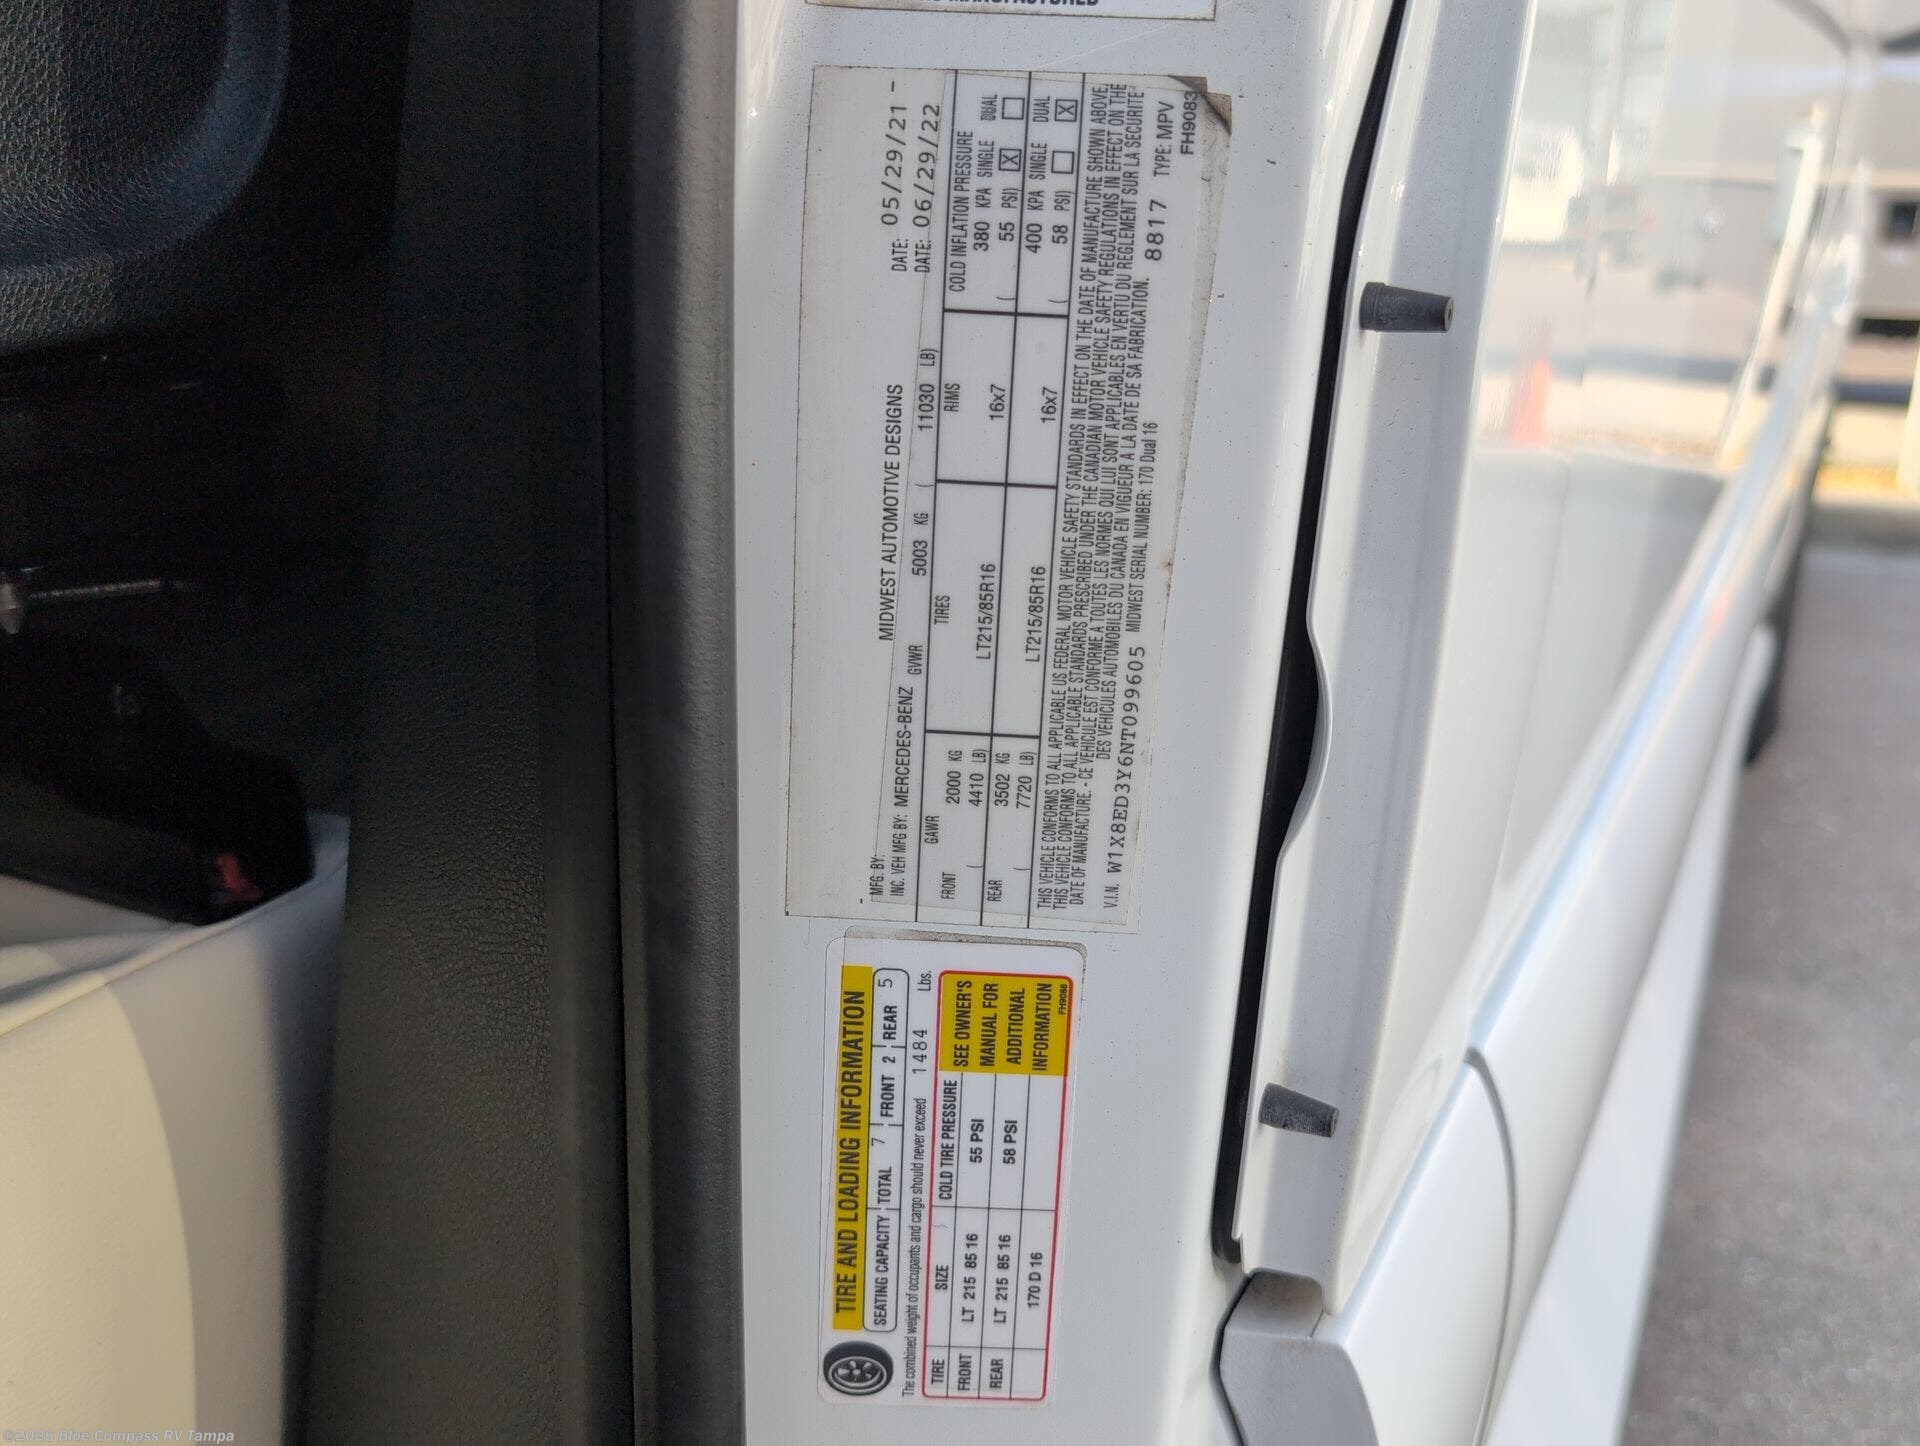 MANUFACTURED
DATE: 05/29/21 -
MFG. BY: MIDWEST AUTOMOTIVE DESIGNS DATE: 06/29/22
INC. VEH MFG BY: MERCEDES-BENZ GVWR 5003 KG ( 11030 LB)
GAWR TIRES RIMS COLD INFLATION PRESSURE
FRONT 2000 KG LT215/85R16 16x7 380 KPA SINGLE DUAL
( 4410 LB) ( 55 PSI) X
REAR 3502 KG LT215/85R16 16x7 400 KPA SINGLE DUAL
( 7720 LB) ( 58 PSI) X
THIS VEHICLE CONFORMS TO ALL APPLICABLE US FEDERAL MOTOR VEHICLE SAFETY STANDARDS IN EFFECT ON THE DATE OF MANUFACTURE SHOWN ABOVE.
THIS VEHICLE CONFORMS TO ALL APPLICABLE STANDARDS PRESCRIBED UNDER THE CANADIAN MOTOR VEHICLE SAFETY REGULATIONS IN EFFECT ON THE
DATE OF MANUFACTURE. - CE VEHICULE EST CONFORME A TOUTES LES NORMES QUI LUI SONT APPLICABLES EN VERTU DU REGLEMENT SUR LA SECURITE
DES VEHICULES AUTOMOBILES DU CANADA EN VIGUEUR A LA DATE DE SA FABRICATION. 8817 TYPE: MPV
V.I.N. W1X8ED3Y6NT099605 MIDWEST SERIAL NUMBER: 170 Dual 16
FH9083
TIRE AND LOADING INFORMATION
SEATING CAPACITY TOTAL 7 FRONT 2 REAR 5
The combined weight of occupants and cargo should never exceed 1484 Lbs.
TIRE SIZE COLD TIRE PRESSURE SEE OWNER'S
FRONT LT 215 85 16 55 PSI MANUAL FOR
REAR LT 215 85 16 58 PSI ADDITIONAL
170 D 16 INFORMATION
FH9088
©2025 Blue Compass RV Tampa